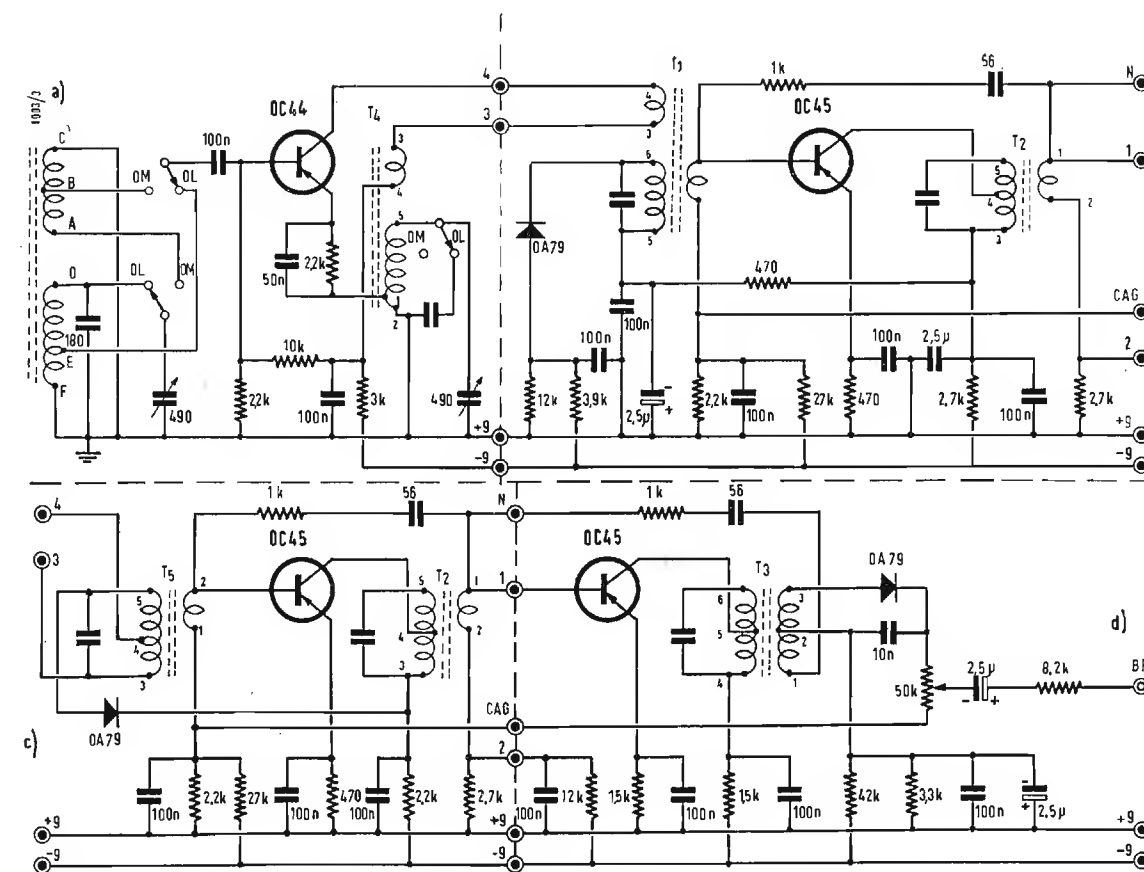 a)
1003/3
C
B
A
OM
OL
100n
OC44
T4
4
3
3
4
5
2
OM
OL
50n
2,2k
O
OL
OM
180
E
F
490
10k
2,2k
100n
3k
490
+9
-9
T1
4
3
6
5
OA79
1k
56
OC45
T2
5
4
3
1
2
N
1
CAG
2
+9
-9
470
100n
100n
12k
3,9k
2,5µ
-
+
2,2k
100n
27k
470
100n
2,5µ
2,7k
100n
2,7k
4
3
T5
5
4
3
2
1
1k
56
OC45
T2
5
4
3
1
2
N
1
CAG
2
OA79
c)
100n
2,2k
27k
100n
470
100n
2,2k
2,7k
+9
-9
+9
-9
1k
56
OC45
T3
6
5
4
3
2
1
OA79
10n
50k
2,5µ
-
+
8,2k
d)
100n
12k
1,5k
100n
1,5k
100n
42k
3,3k
100n
-
+
2,5µ
+9
-9